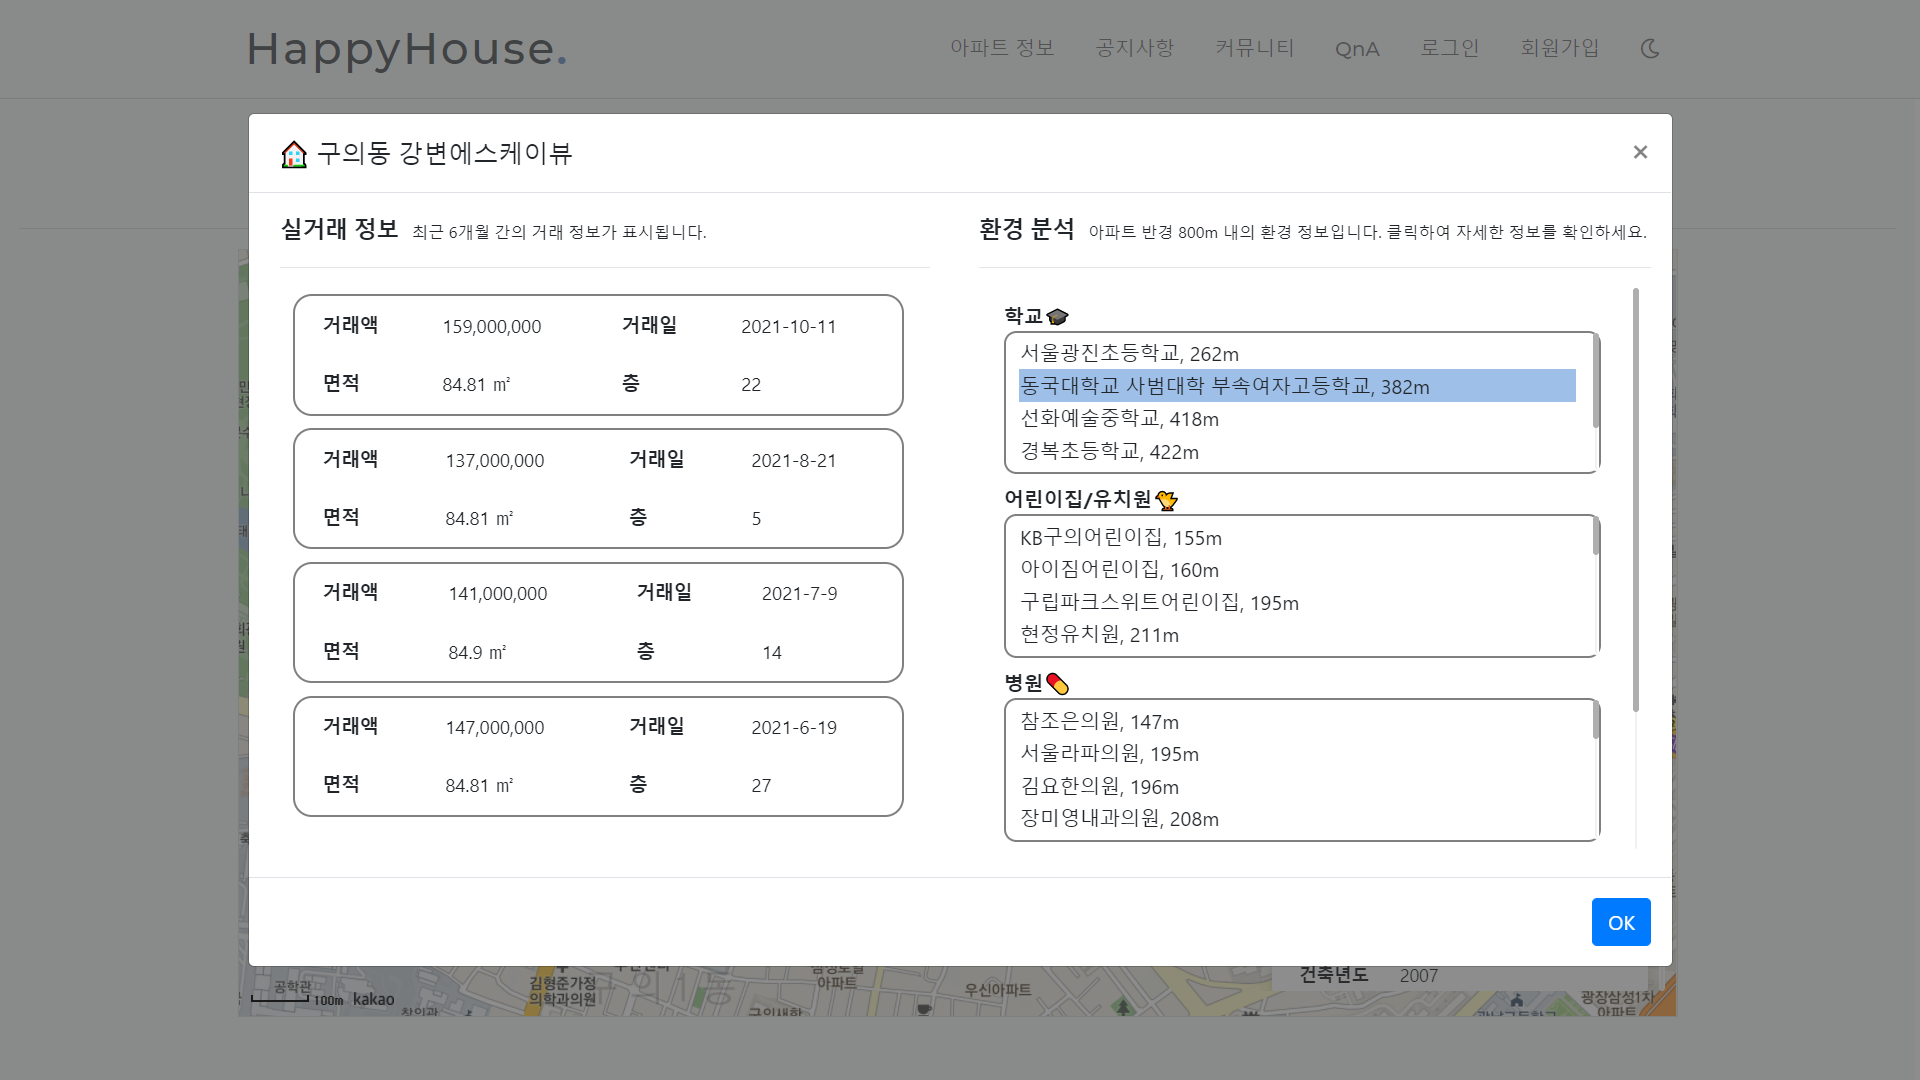 HappyHouse.
아파트 정보 공지사항 커뮤니티 QnA 로그인 회원가입
구의동 강변에스케이뷰
×
실거래 정보 최근 6개월 간의 거래 정보가 표시됩니다.
거래액 159,000,000 거래일 2021-10-11
면적 84.81 ㎡ 층 22
거래액 137,000,000 거래일 2021-8-21
면적 84.81 ㎡ 층 5
거래액 141,000,000 거래일 2021-7-9
면적 84.9 ㎡ 층 14
거래액 147,000,000 거래일 2021-6-19
면적 84.81 ㎡ 층 27
환경 분석 아파트 반경 800m 내의 환경 정보입니다. 클릭하여 자세한 정보를 확인하세요.
학교
서울광진초등학교, 262m
동국대학교 사범대학 부속여자고등학교, 382m
선화예술중학교, 418m
경복초등학교, 422m
어린이집/유치원
KB구의어린이집, 155m
아이짐어린이집, 160m
구립파크스위트어린이집, 195m
현정유치원, 211m
병원
참조은의원, 147m
서울라파의원, 195m
김요한의원, 196m
장미영내과의원, 208m
OK
건축년도 2007
공학관
100m kakao
김형준가정
의학과의원
구의1동
아파트
우신아파트
광장삼성1차
아파트